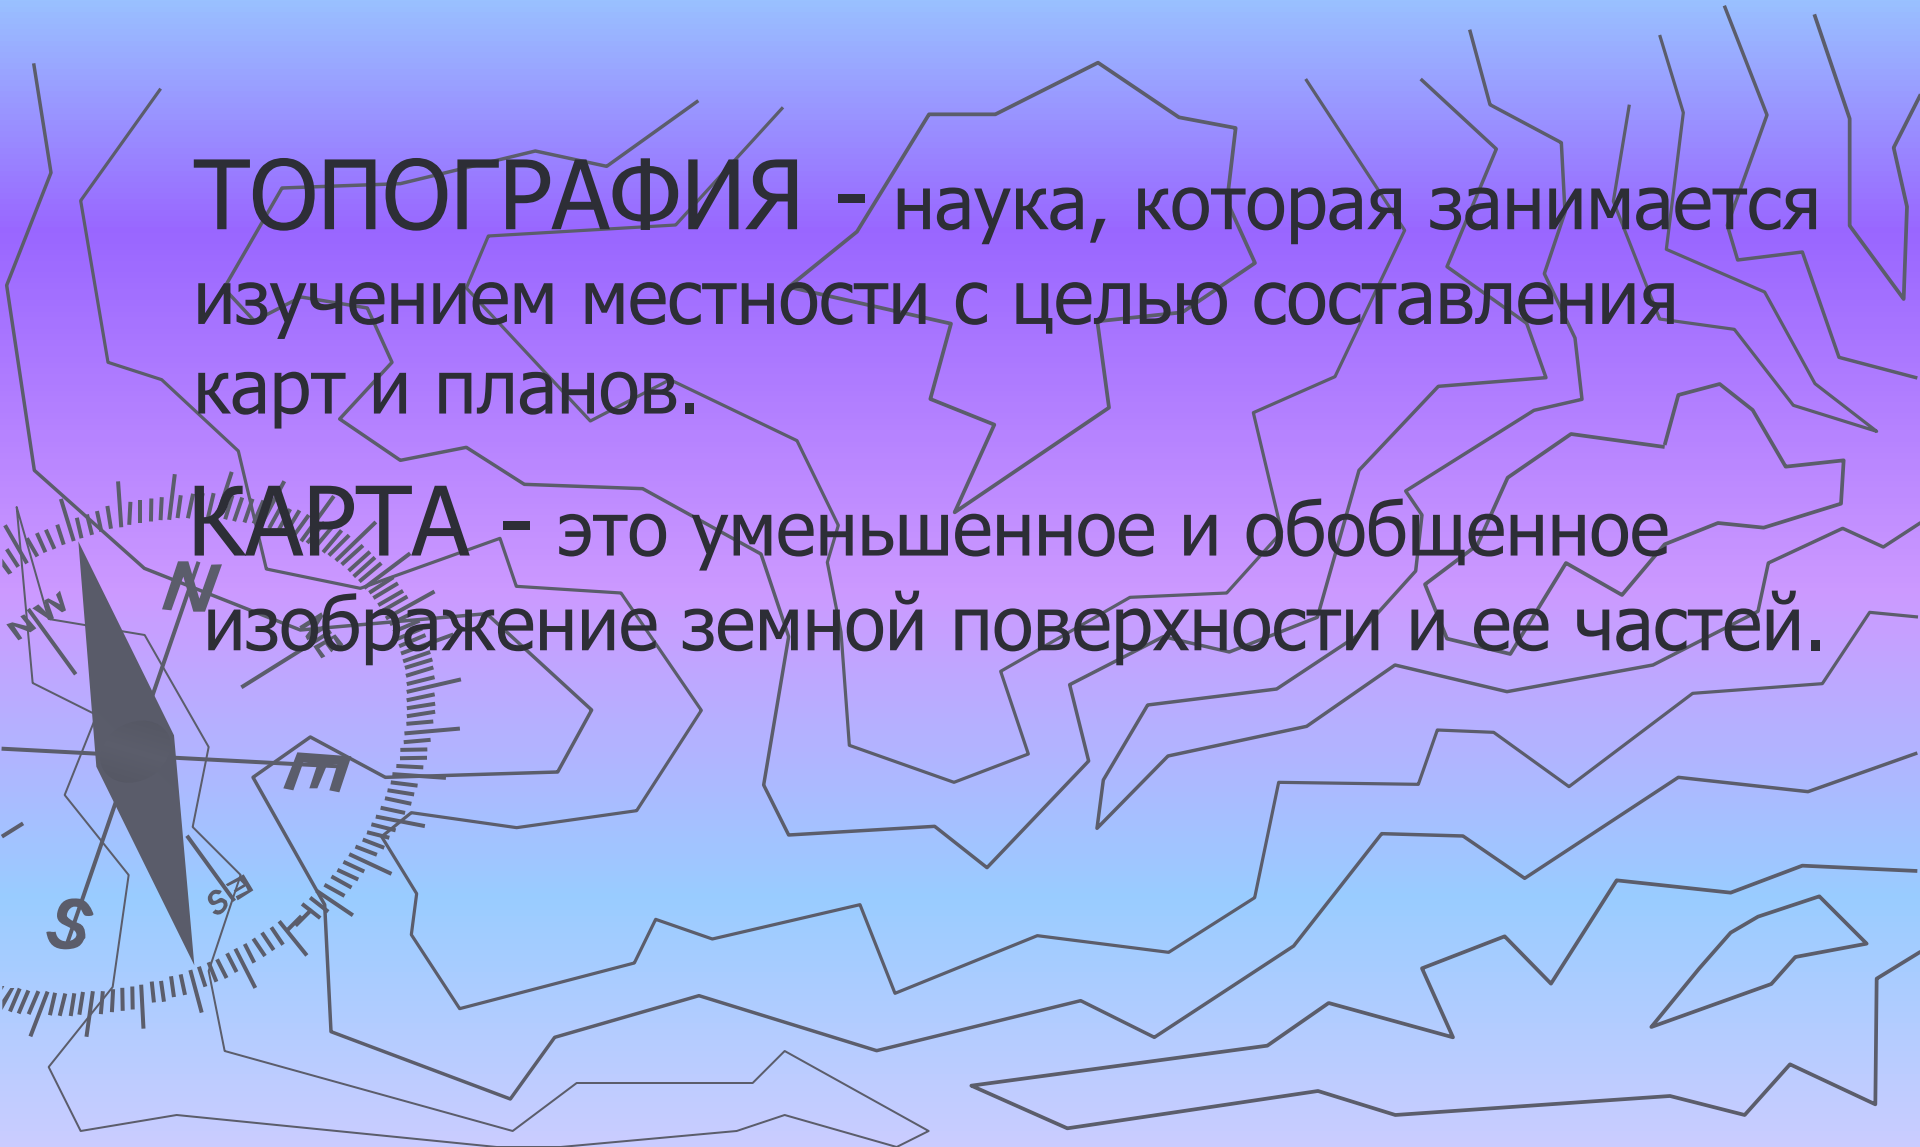 ТОПОГРАФИЯ - наука, которая занимается
изучением местности с целью составления
карт и планов.
КАРТА - это уменьшенное и обобщенное
изображение земной поверхности и ее частей.
N
NW
E
SE
S